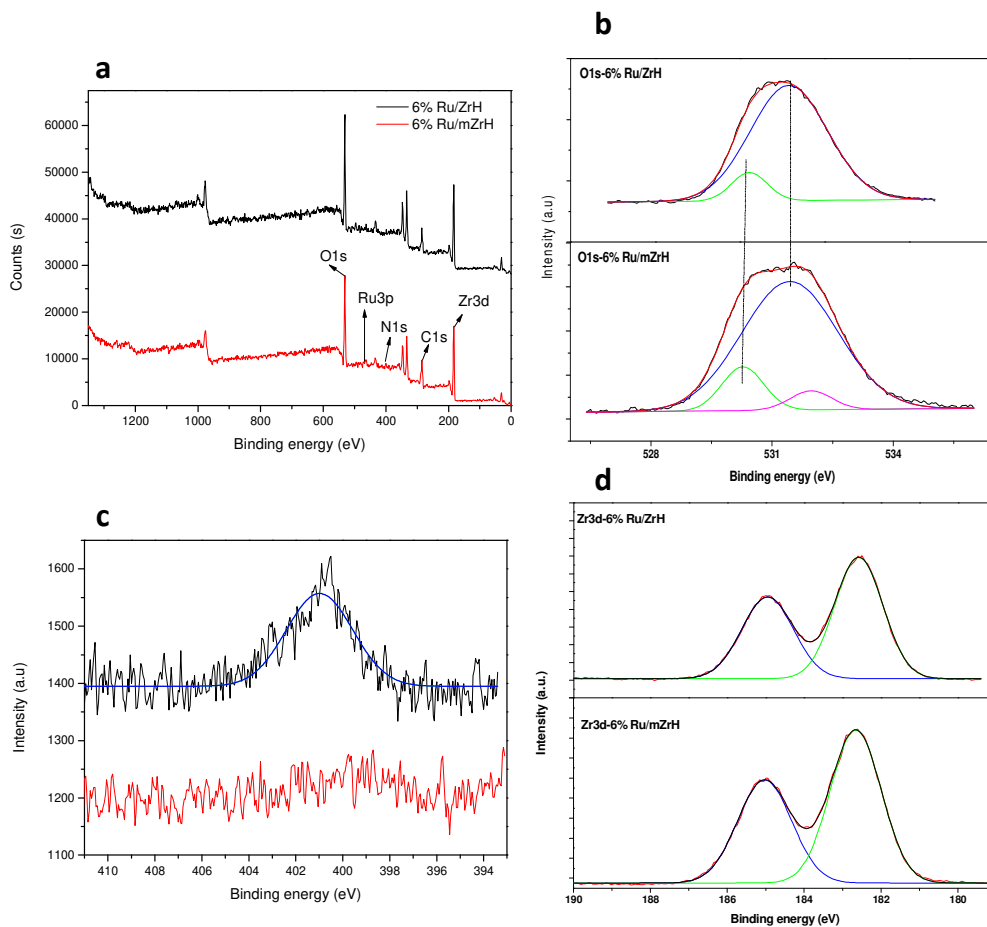 a
6% Ru/ZrH
6% Ru/mZrH
60000
50000
40000
30000
20000
10000
0
Counts (s)
O1s
Ru3p
N1s
C1s
Zr3d
1200 1000 800 600 400 200 0
Binding energy (eV)
b
O1s-6% Ru/ZrH
O1s-6% Ru/mZrH
Intensity (a.u
528 531 534
Binding energy (eV)
c
1600
1500
1400
1300
1200
1100
Intensity (a.u
410 408 406 404 402 400 398 396 394
Binding energy (eV)
d
Zr3d-6% Ru/ZrH
Zr3d-6% Ru/mZrH
Intensity (a.u.)
190 188 186 184 182 180
Binding energy (eV)